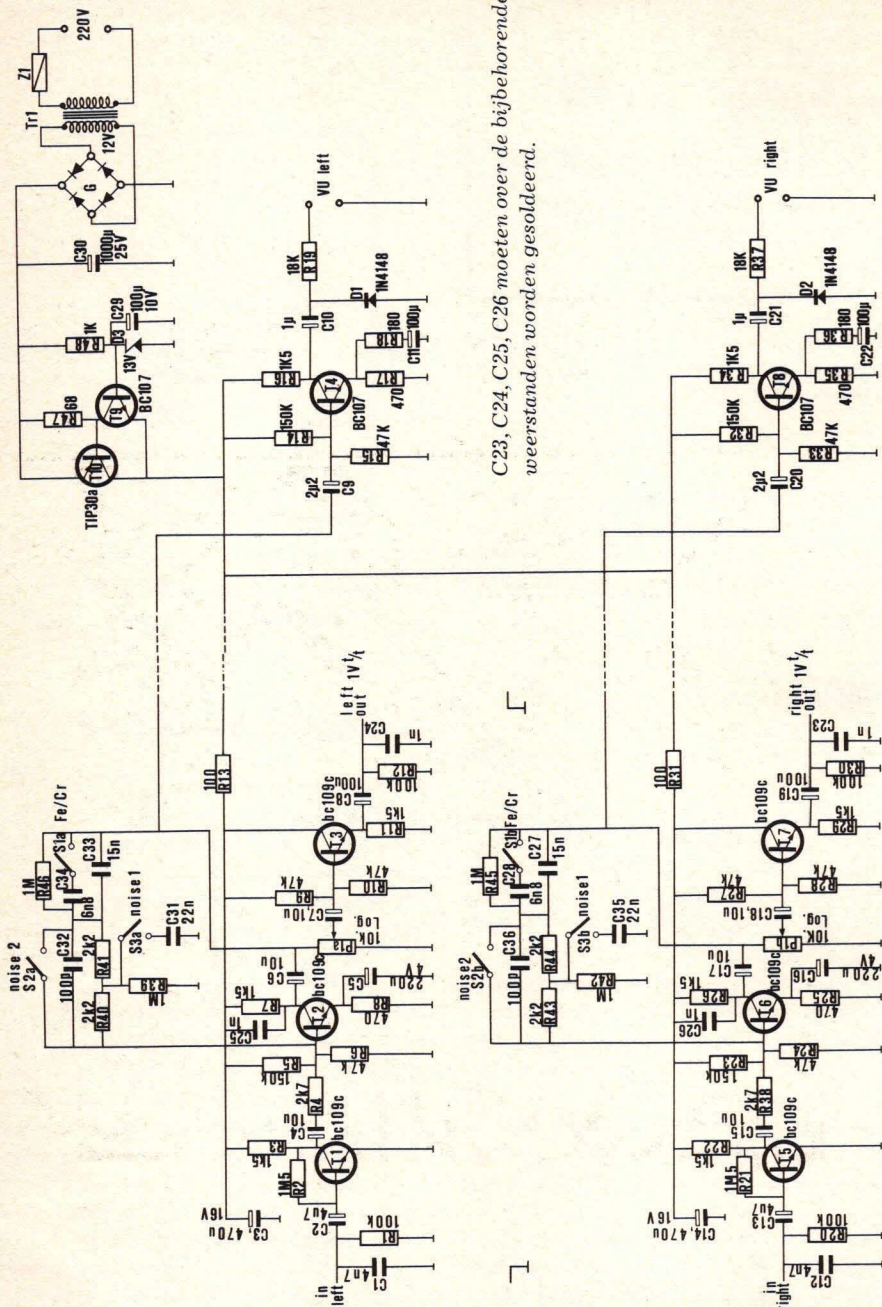 Z1
220V
Tr1
12V
G
C30
1000µ
25V
C29
100µ
10V
D3
13V
1K
R48
R47
68
T9
BC107
T10
TIP30a
VU left
18K
R19
D1
1N4148
1µ
C10
1K5
R16
T4
BC107
180
R18
C11
100µ
R17
470
150K
R14
R15
47K
2µ2
C9
C23, C24, C25, C26 moeten over de bijbehorende
weerstanden worden gesoldeerd.
VU right
18K
R37
D2
1N4148
1µ
C21
1K5
R34
T8
BC107
180
R36
C22
100µ
R35
470
150K
R32
R33
47K
2µ2
C20
100
R13
Fe/Cr
S1a
1M
R46
C34
6n8
C33
15n
noise 2
S2a
C32
100p
2k2
R41
2k2
R40
noise1
S3a
C31
22n
R39
1M
left
out
1V t/t
C24
1n
R12
100k
100u
C8
bc109c
T3
R11
1k5
47k
R9
R10
47k
C7,10u
Log.
P1a
10k
10u
C6
bc109c
T2
C5
220u
4V
1k5
R7
1n
C25
R8
470
150k
R5
R6
47k
2k7
R4
10u
C4
bc109c
T1
1k5
R3
1M5
R2
16V
C3,470u
4u7
C2
R1
100k
C1
4n7
in
left
100
R31
Fe/Cr
S1b
1M
R45
C28
6n8
C27
15n
noise2
S2b
C36
100p
2k2
R44
2k2
R43
noise1
S3b
C35
22n
R42
1M
right
out
1V t/t
C23
1n
R30
100k
100u
C19
bc109c
T7
R29
1k5
47k
R27
R28
47k
C18,10u
Log.
P1b
10K
10u
C17
bc109c
T6
C16
220u
4V
1k5
R26
1n
C26
R25
470
150k
R23
R24
47k
2k7
R38
10u
C15
bc109c
T5
1k5
R22
1M5
R21
16V
C14,470u
4u7
C13
R20
100k
C12
4n7
in
right